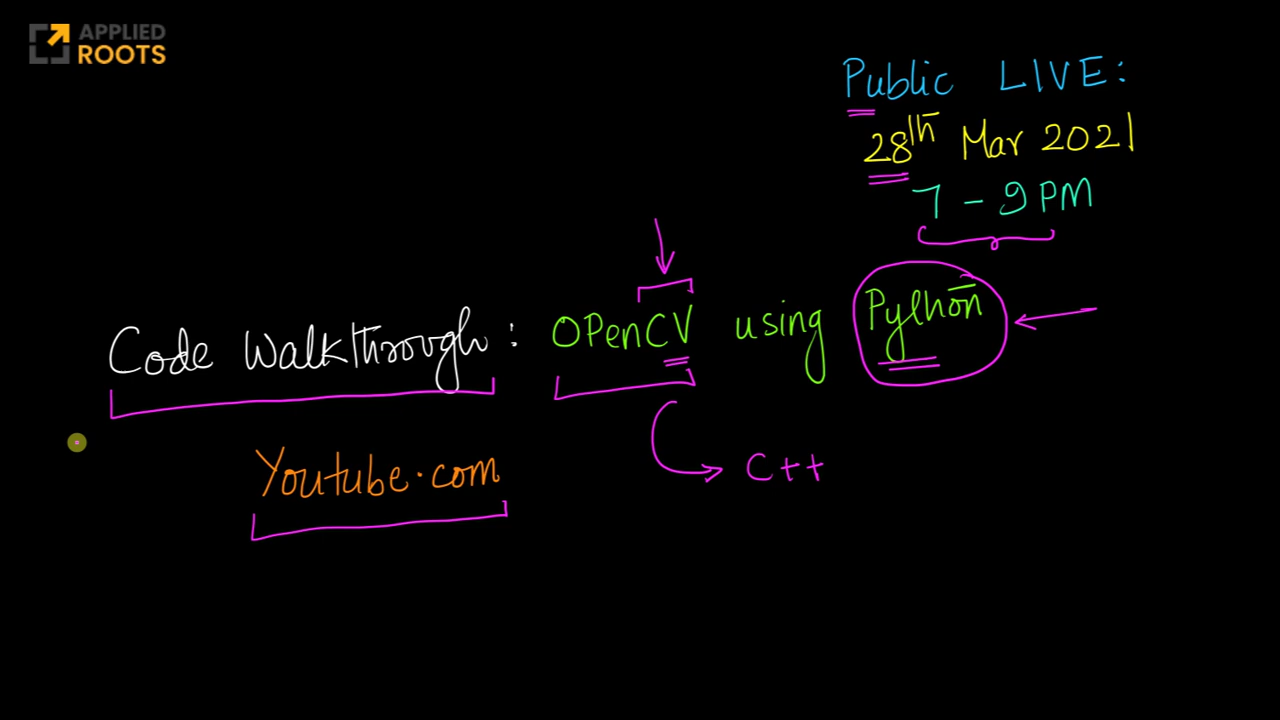 APPLIED
ROOTS
Public LIVE:
28th Mar 2021
7 - 9 PM
Code Walkthrough: OPenCV using Python
Youtube.com
C++